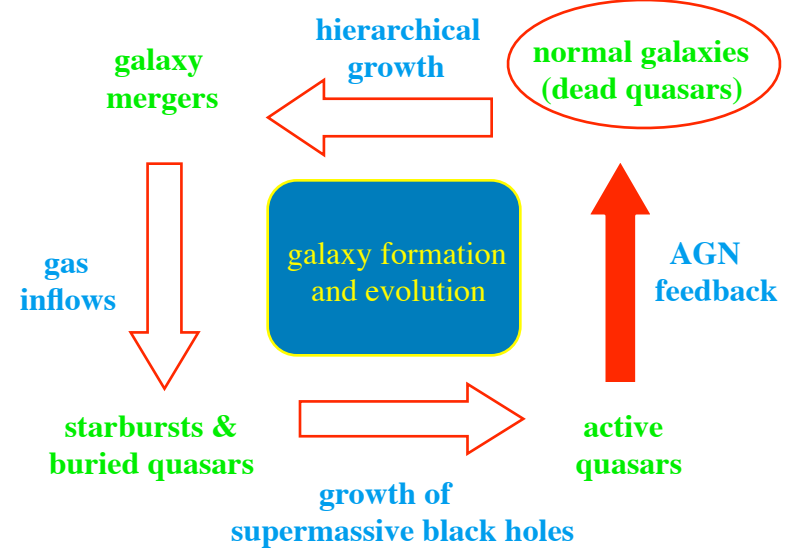 hierarchical
growth
normal galaxies
(dead quasars)
galaxy
mergers
galaxy formation
and evolution
gas
inflows
AGN
feedback
starbursts &
buried quasars
active
quasars
growth of
supermassive black holes